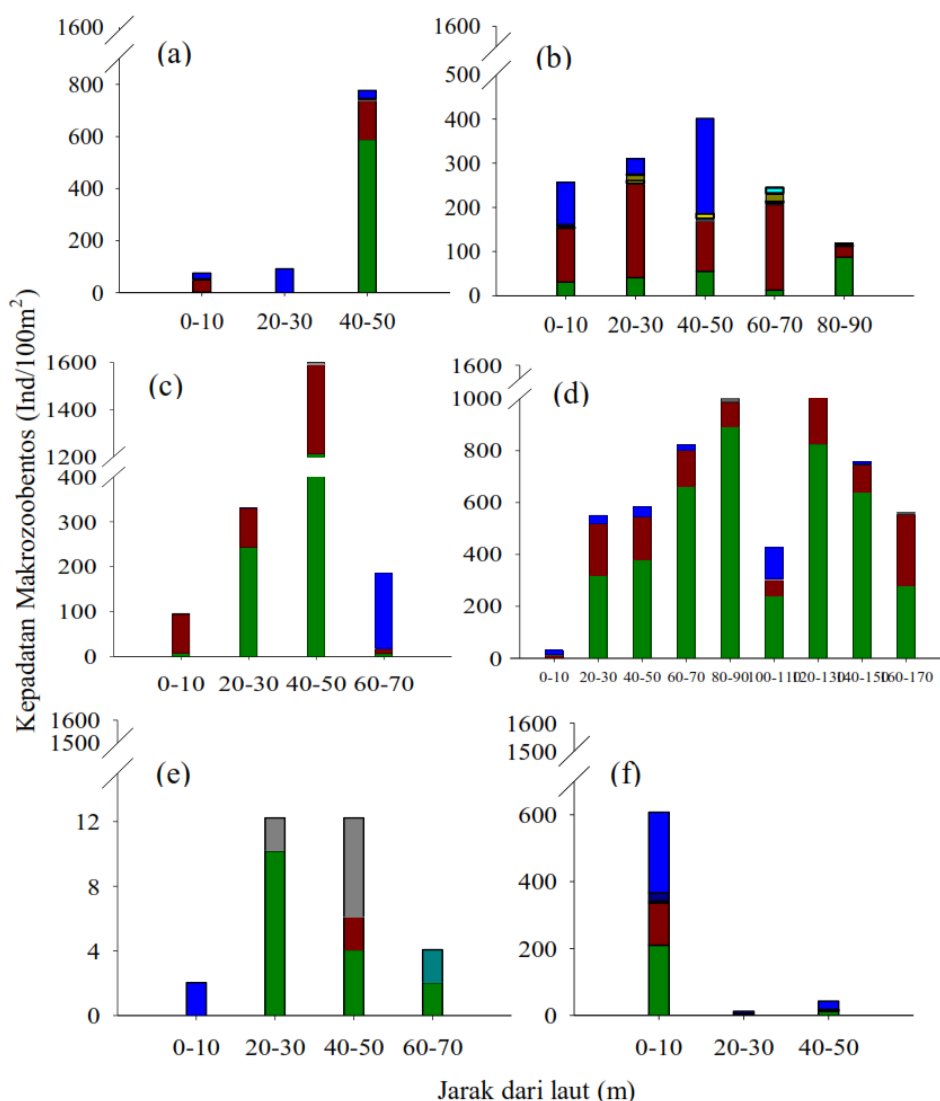 Kepadatan Makrozoobentos (Ind/100m²)
(a)
1600
800
600
400
200
0
0-10 20-30 40-50
(b)
1600
500
400
300
200
100
0
0-10 20-30 40-50 60-70 80-90
(c)
1600
1400
1200
400
300
200
100
0
0-10 20-30 40-50 60-70
(d)
1600
1000
800
600
400
200
0
0-10 20-30 40-50 60-70 80-90 100-110 120-130 140-150 160-170
(e)
1600
1500
12
8
4
0
0-10 20-30 40-50 60-70
(f)
1600
1500
600
400
200
0
0-10 20-30 40-50
Jarak dari laut (m)